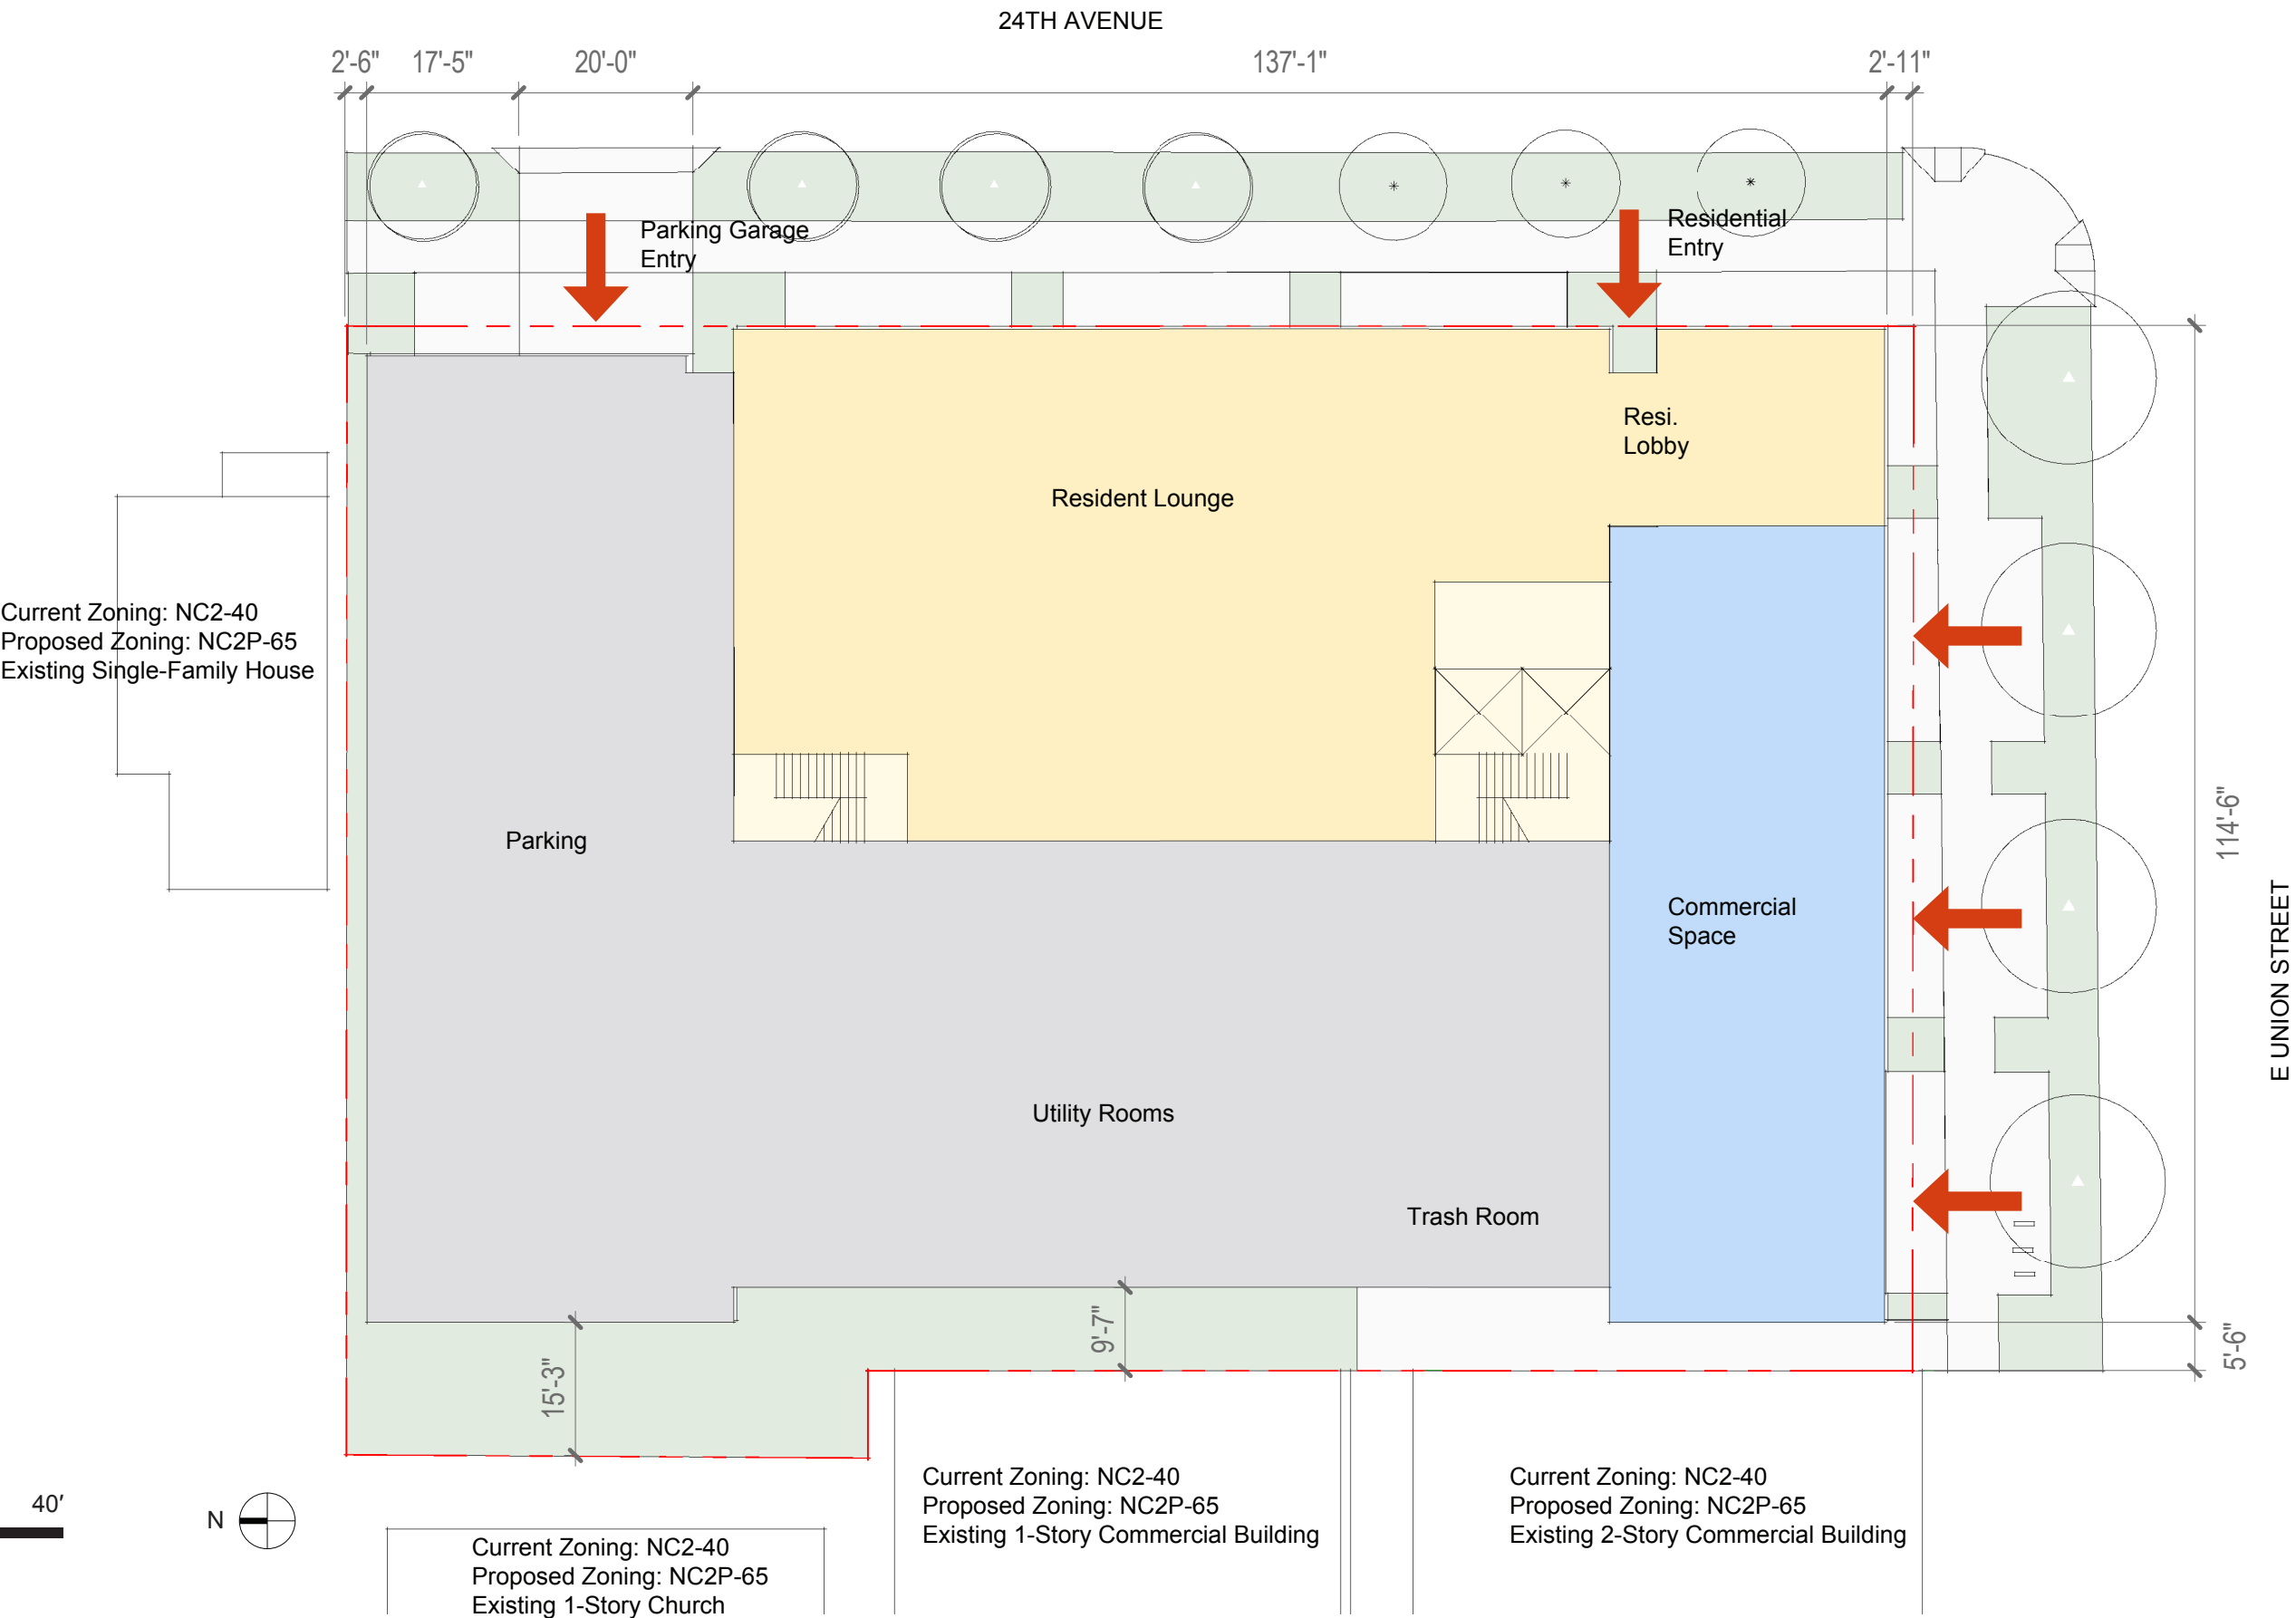 24TH AVENUE
2'-6"
17'-5"
20'-0"
137'-1"
2'-11"
Parking Garage
Entry
Residential
Entry
Resi.
Lobby
Resident Lounge
Current Zoning: NC2-40
Proposed Zoning: NC2P-65
Existing Single-Family House
Parking
114'-6"
Commercial
Space
E UNION STREET
Utility Rooms
Trash Room
9'-7"
5'-6"
15'-3"
40'
N
Current Zoning: NC2-40
Proposed Zoning: NC2P-65
Existing 1-Story Commercial Building
Current Zoning: NC2-40
Proposed Zoning: NC2P-65
Existing 2-Story Commercial Building
Current Zoning: NC2-40
Proposed Zoning: NC2P-65
Existing 1-Story Church